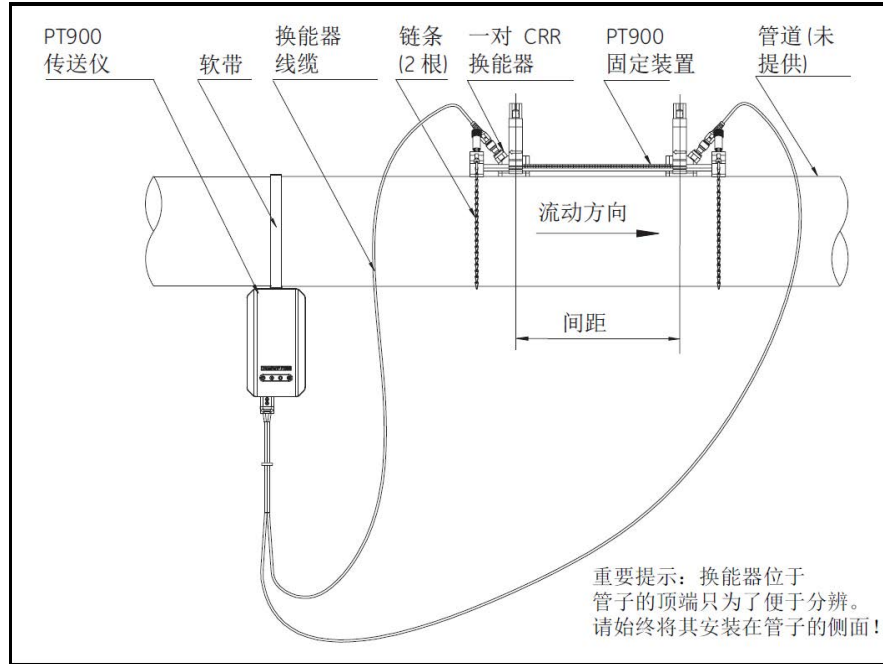 PT900
传送仪
软带
换能器
线缆
链条
(2 根)
一对 CRR
换能器
PT900
固定装置
管道 (未
提供)
流动方向
间距
重要提示：换能器位于
管子的顶端只为了便于分辨。
请始终将其安装在管子的侧面！